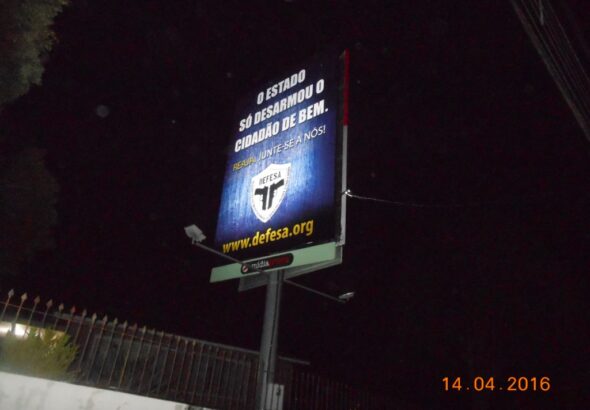 O ESTADO
SÓ DESARMOU O
CIDADÃO DE BEM.
REAJA! JUNTE-SE A NÓS!
DEFESA
www.defesa.org
14.04.2016